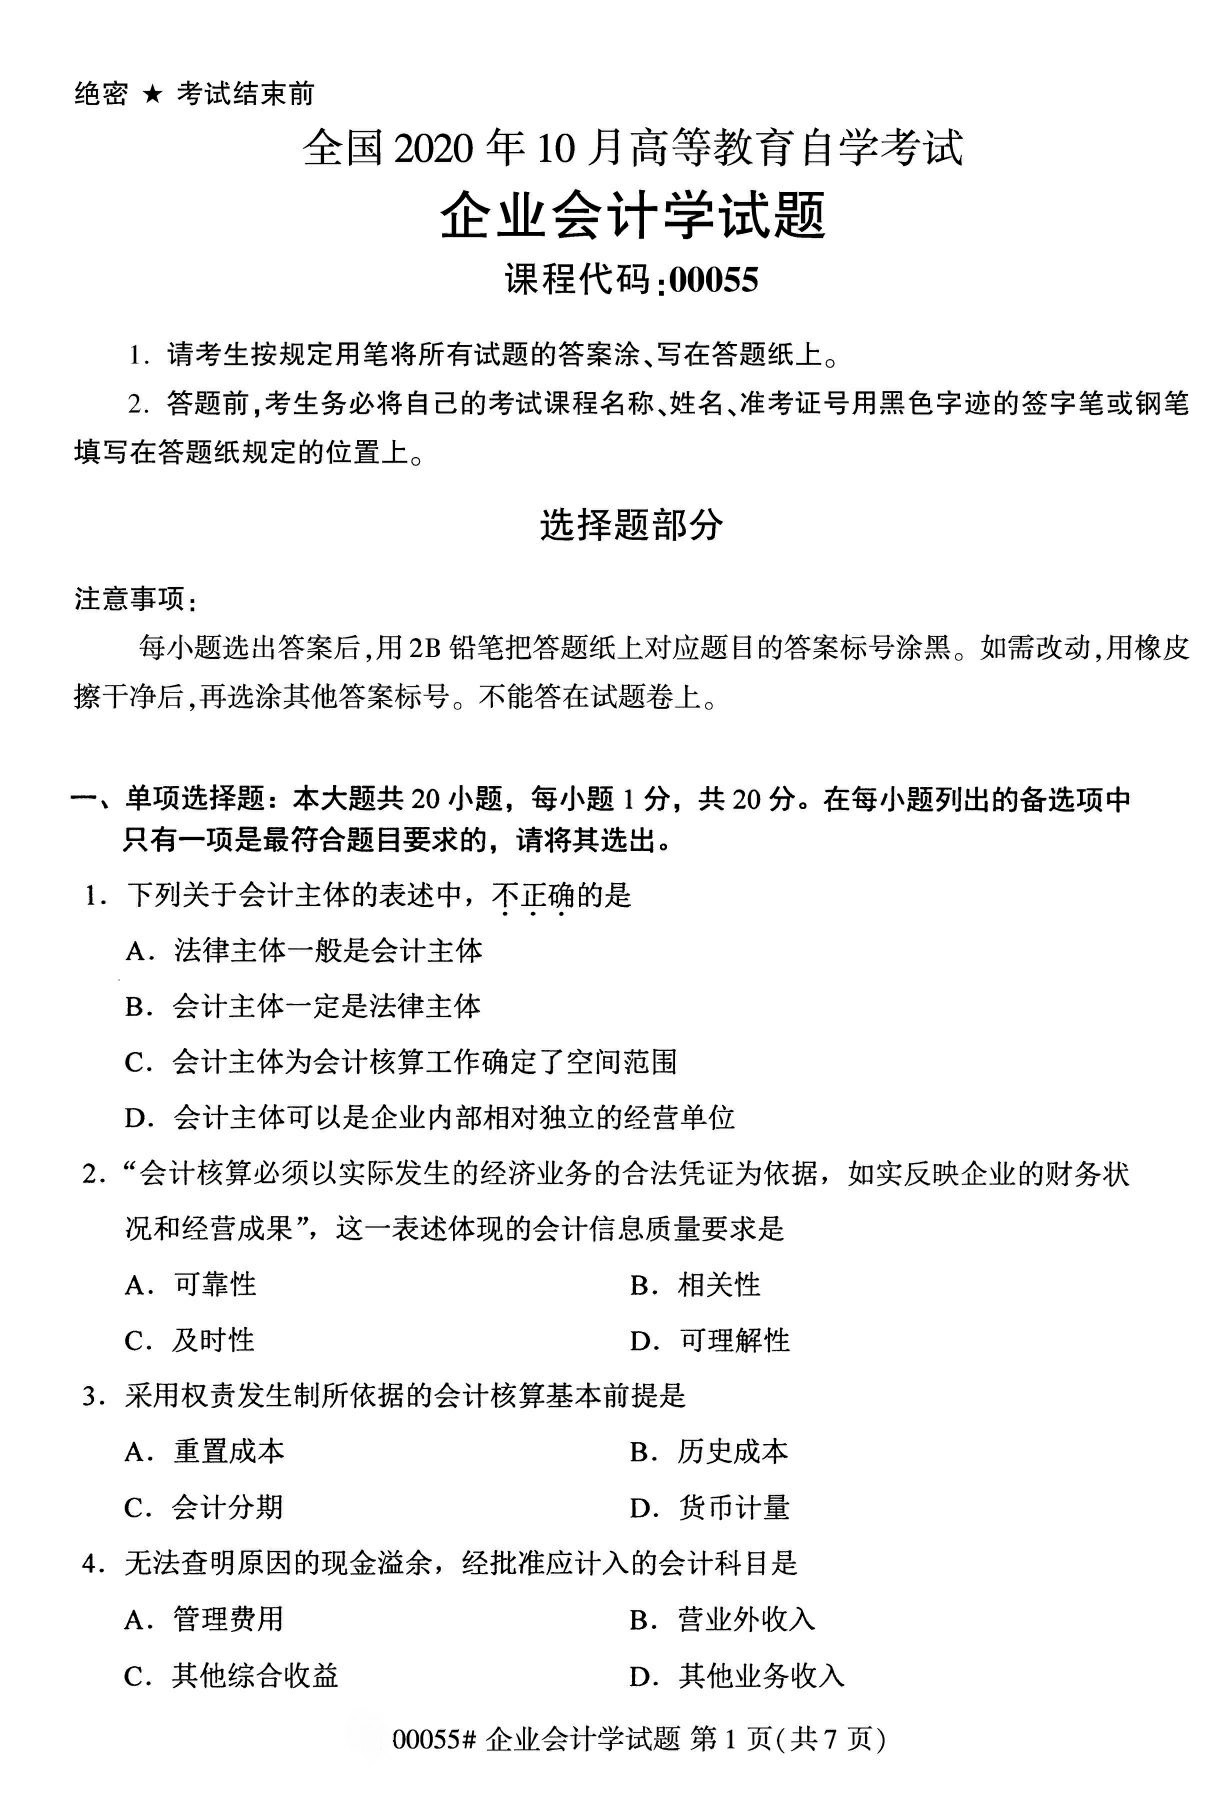 绝密 ★ 考试结束前
全国 2020 年 10 月高等教育自学考试
企业会计学试题
课程代码:00055
1. 请考生按规定用笔将所有试题的答案涂、写在答题纸上。
2. 答题前,考生务必将自己的考试课程名称、姓名、准考证号用黑色字迹的签字笔或钢笔
填写在答题纸规定的位置上。
选择题部分
注意事项:
每小题选出答案后,用 2B 铅笔把答题纸上对应题目的答案标号涂黑。如需改动,用橡皮
擦干净后,再选涂其他答案标号。不能答在试题卷上。
一、单项选择题：本大题共 20 小题，每小题 1 分，共 20 分。在每小题列出的备选项中
只有一项是最符合题目要求的，请将其选出。
1. 下列关于会计主体的表述中，不正确的是
A. 法律主体一般是会计主体
B. 会计主体一定是法律主体
C. 会计主体为会计核算工作确定了空间范围
D. 会计主体可以是企业内部相对独立的经营单位
2. “会计核算必须以实际发生的经济业务的合法凭证为依据，如实反映企业的财务状
况和经营成果”，这一表述体现的会计信息质量要求是
A. 可靠性 B. 相关性
C. 及时性 D. 可理解性
3. 采用权责发生制所依据的会计核算基本前提是
A. 重置成本 B. 历史成本
C. 会计分期 D. 货币计量
4. 无法查明原因的现金溢余，经批准应计入的会计科目是
A. 管理费用 B. 营业外收入
C. 其他综合收益 D. 其他业务收入
00055# 企业会计学试题 第 1 页(共 7 页)